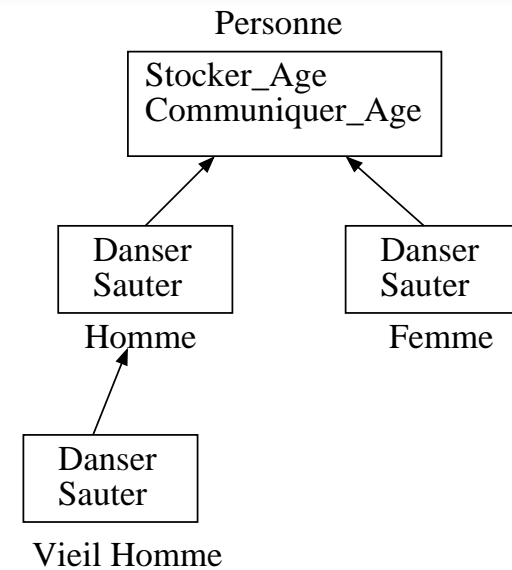 Personne
Stocker_Age
Communiquer_Age
Danser
Sauter
Homme
Danser
Sauter
Femme
Danser
Sauter
Vieil Homme